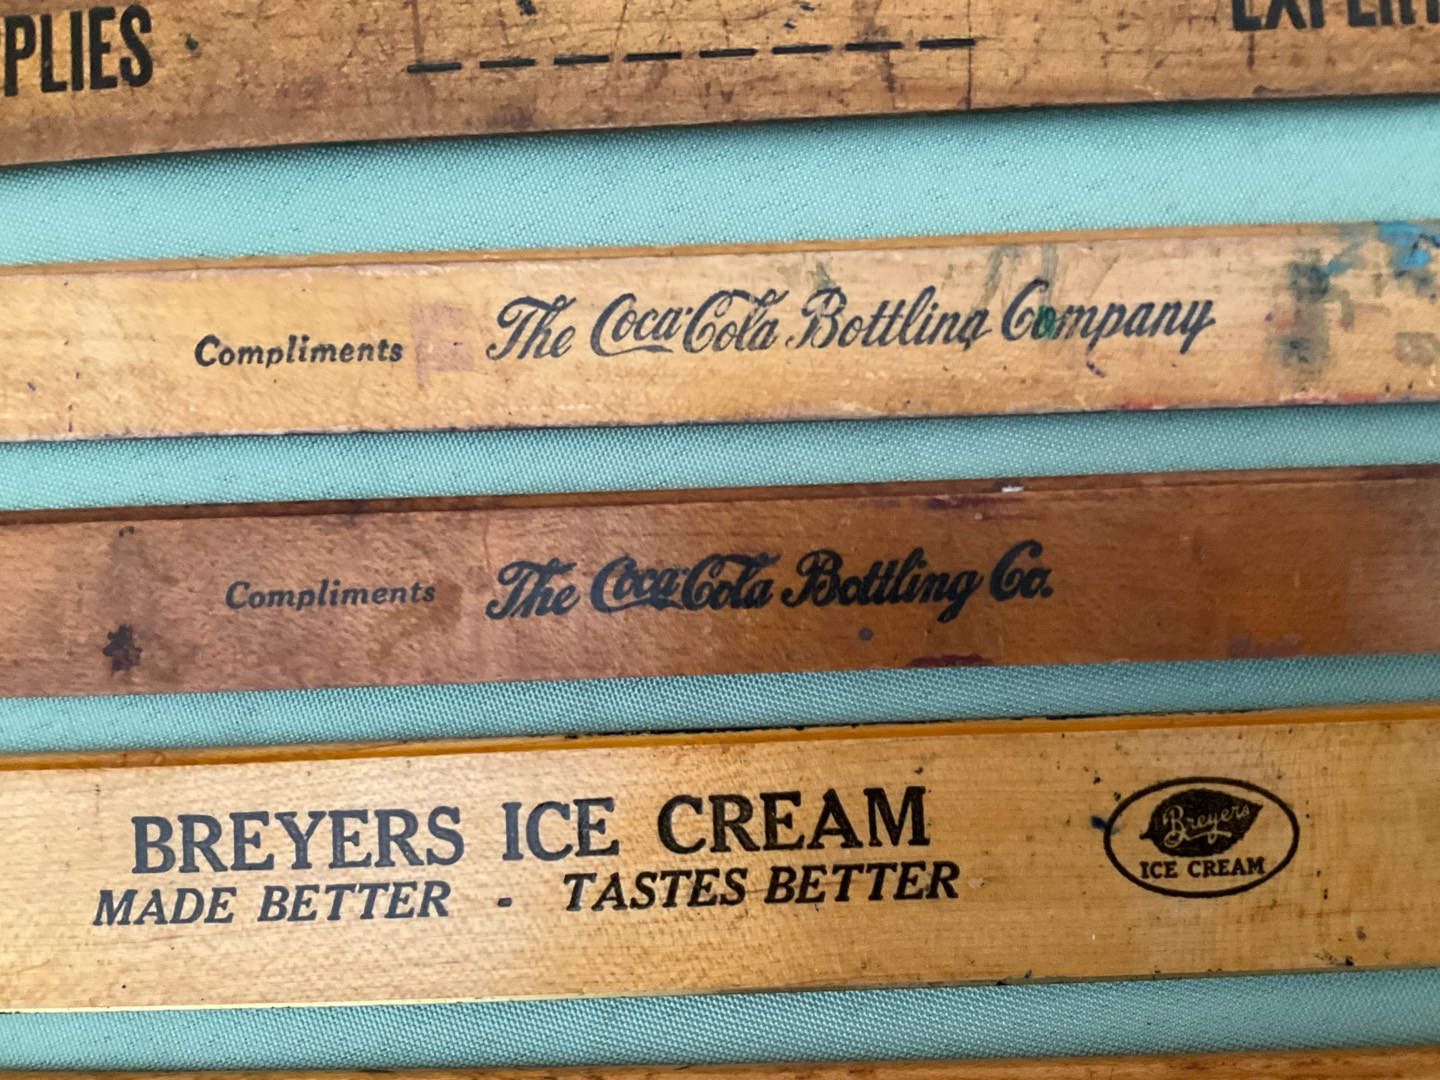 Compliments The Coca-Cola Bottling Company
Compliments The Coca-Cola Bottling Co.
BREYERS ICE CREAM
MADE BETTER - TASTES BETTER
Breyers
ICE CREAM